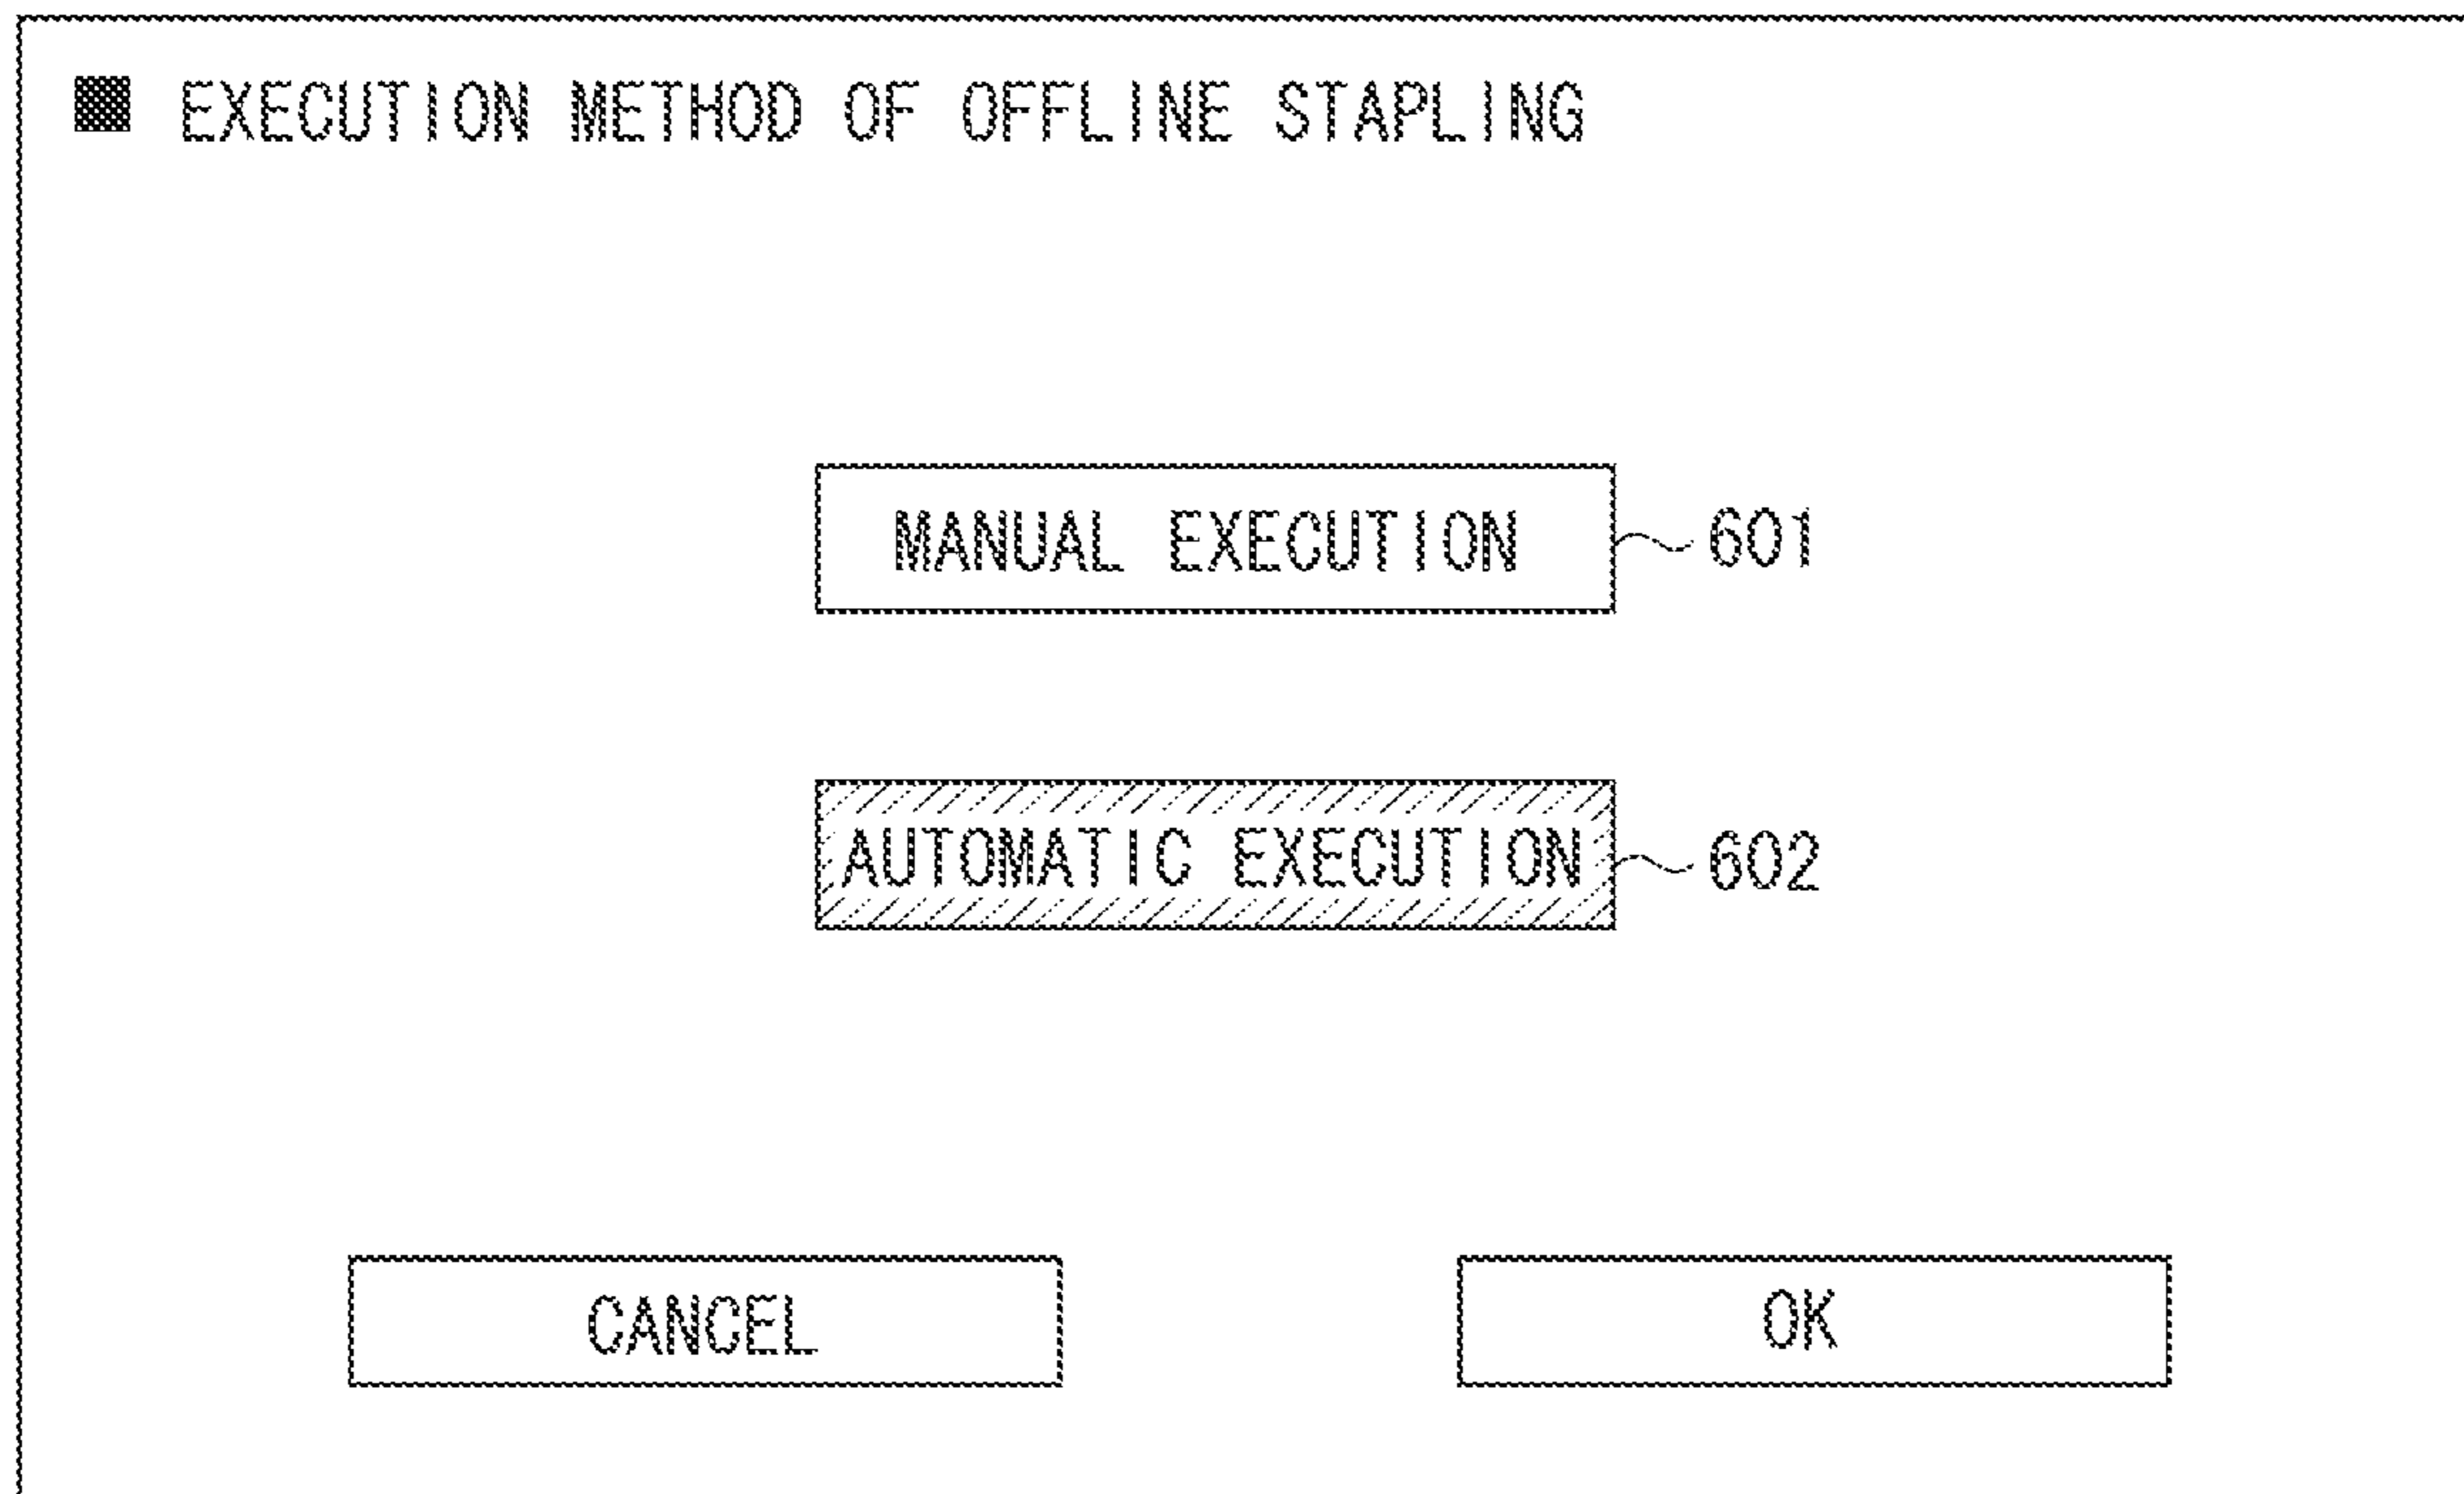 ■ EXECUTION METHOD OF OFFLINE STAPLING
MANUAL EXECUTION 601
AUTOMATIC EXECUTION 602
CANCEL OK